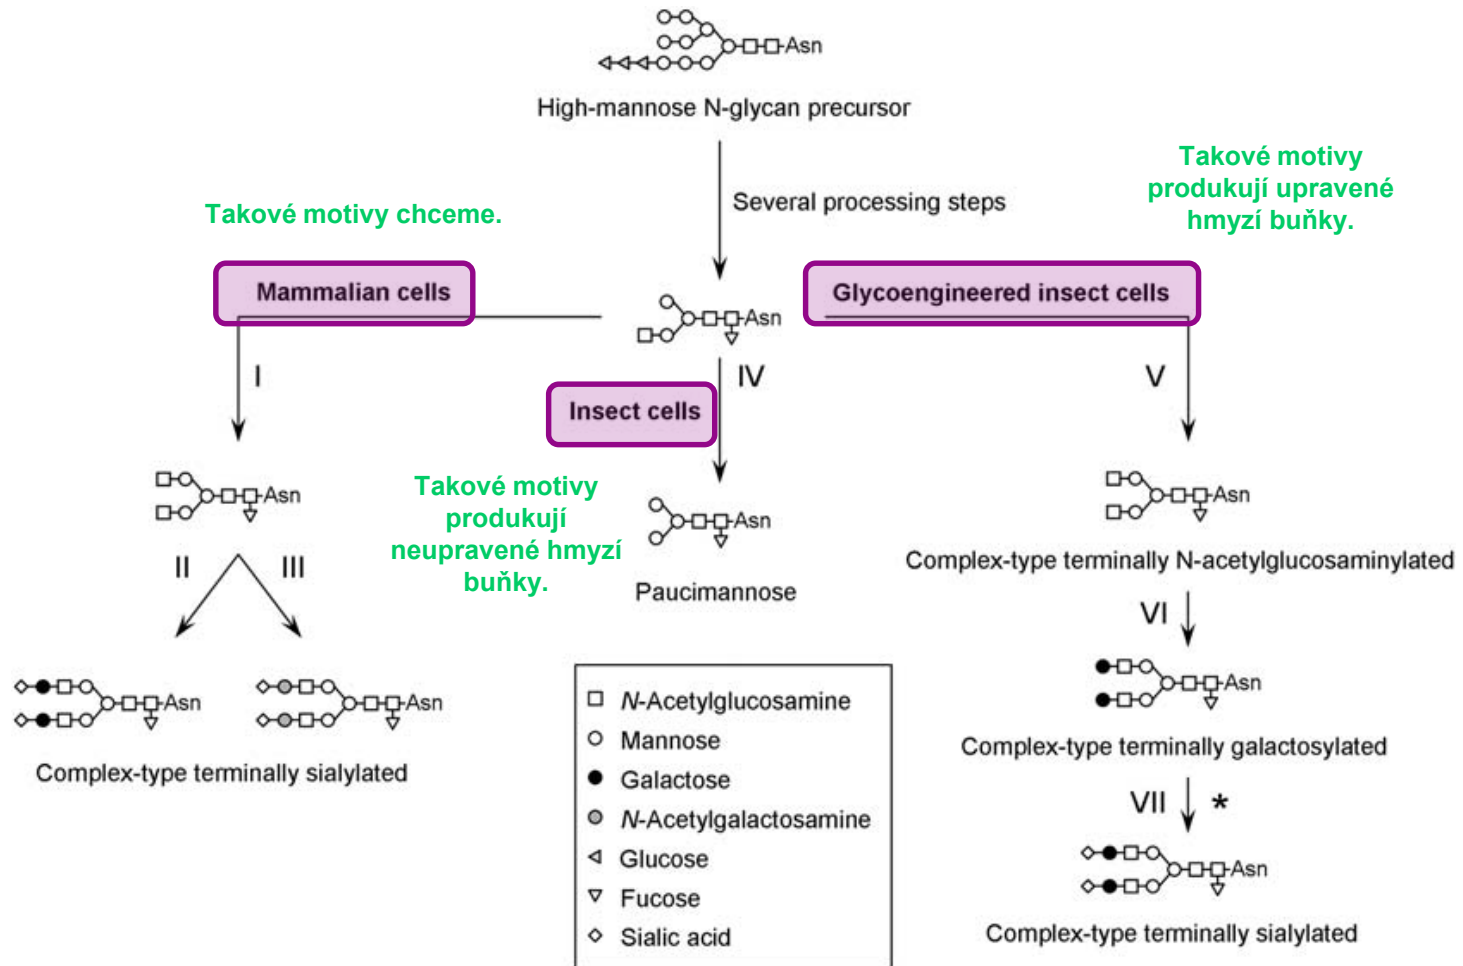 Asn
High-mannose N-glycan precursor
Several processing steps
Takové motivy chceme.
Takové motivy
produkují upravené
hmyzí buňky.
Mammalian cells
Glycoengineered insect cells
Asn
I
IV
V
Insect cells
Asn
Takové motivy
produkují
neupravené hmyzí
buňky.
Asn
Paucimannose
Asn
Complex-type terminally N-acetylglucosaminylated
II
III
VI
Asn
Asn
Complex-type terminally sialylated
N-Acetylglucosamine
Mannose
Galactose
N-Acetylgalactosamine
Glucose
Fucose
Sialic acid
Asn
Complex-type terminally galactosylated
VII *
Asn
Complex-type terminally sialylated